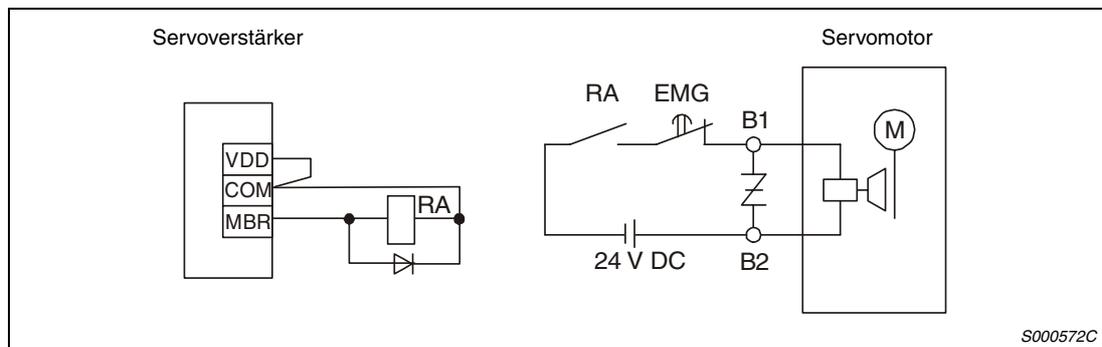 Servoverstärker
VDD
COM
MBR
RA
Servomotor
RA EMG
B1
M
24 V DC
B2
S000572C